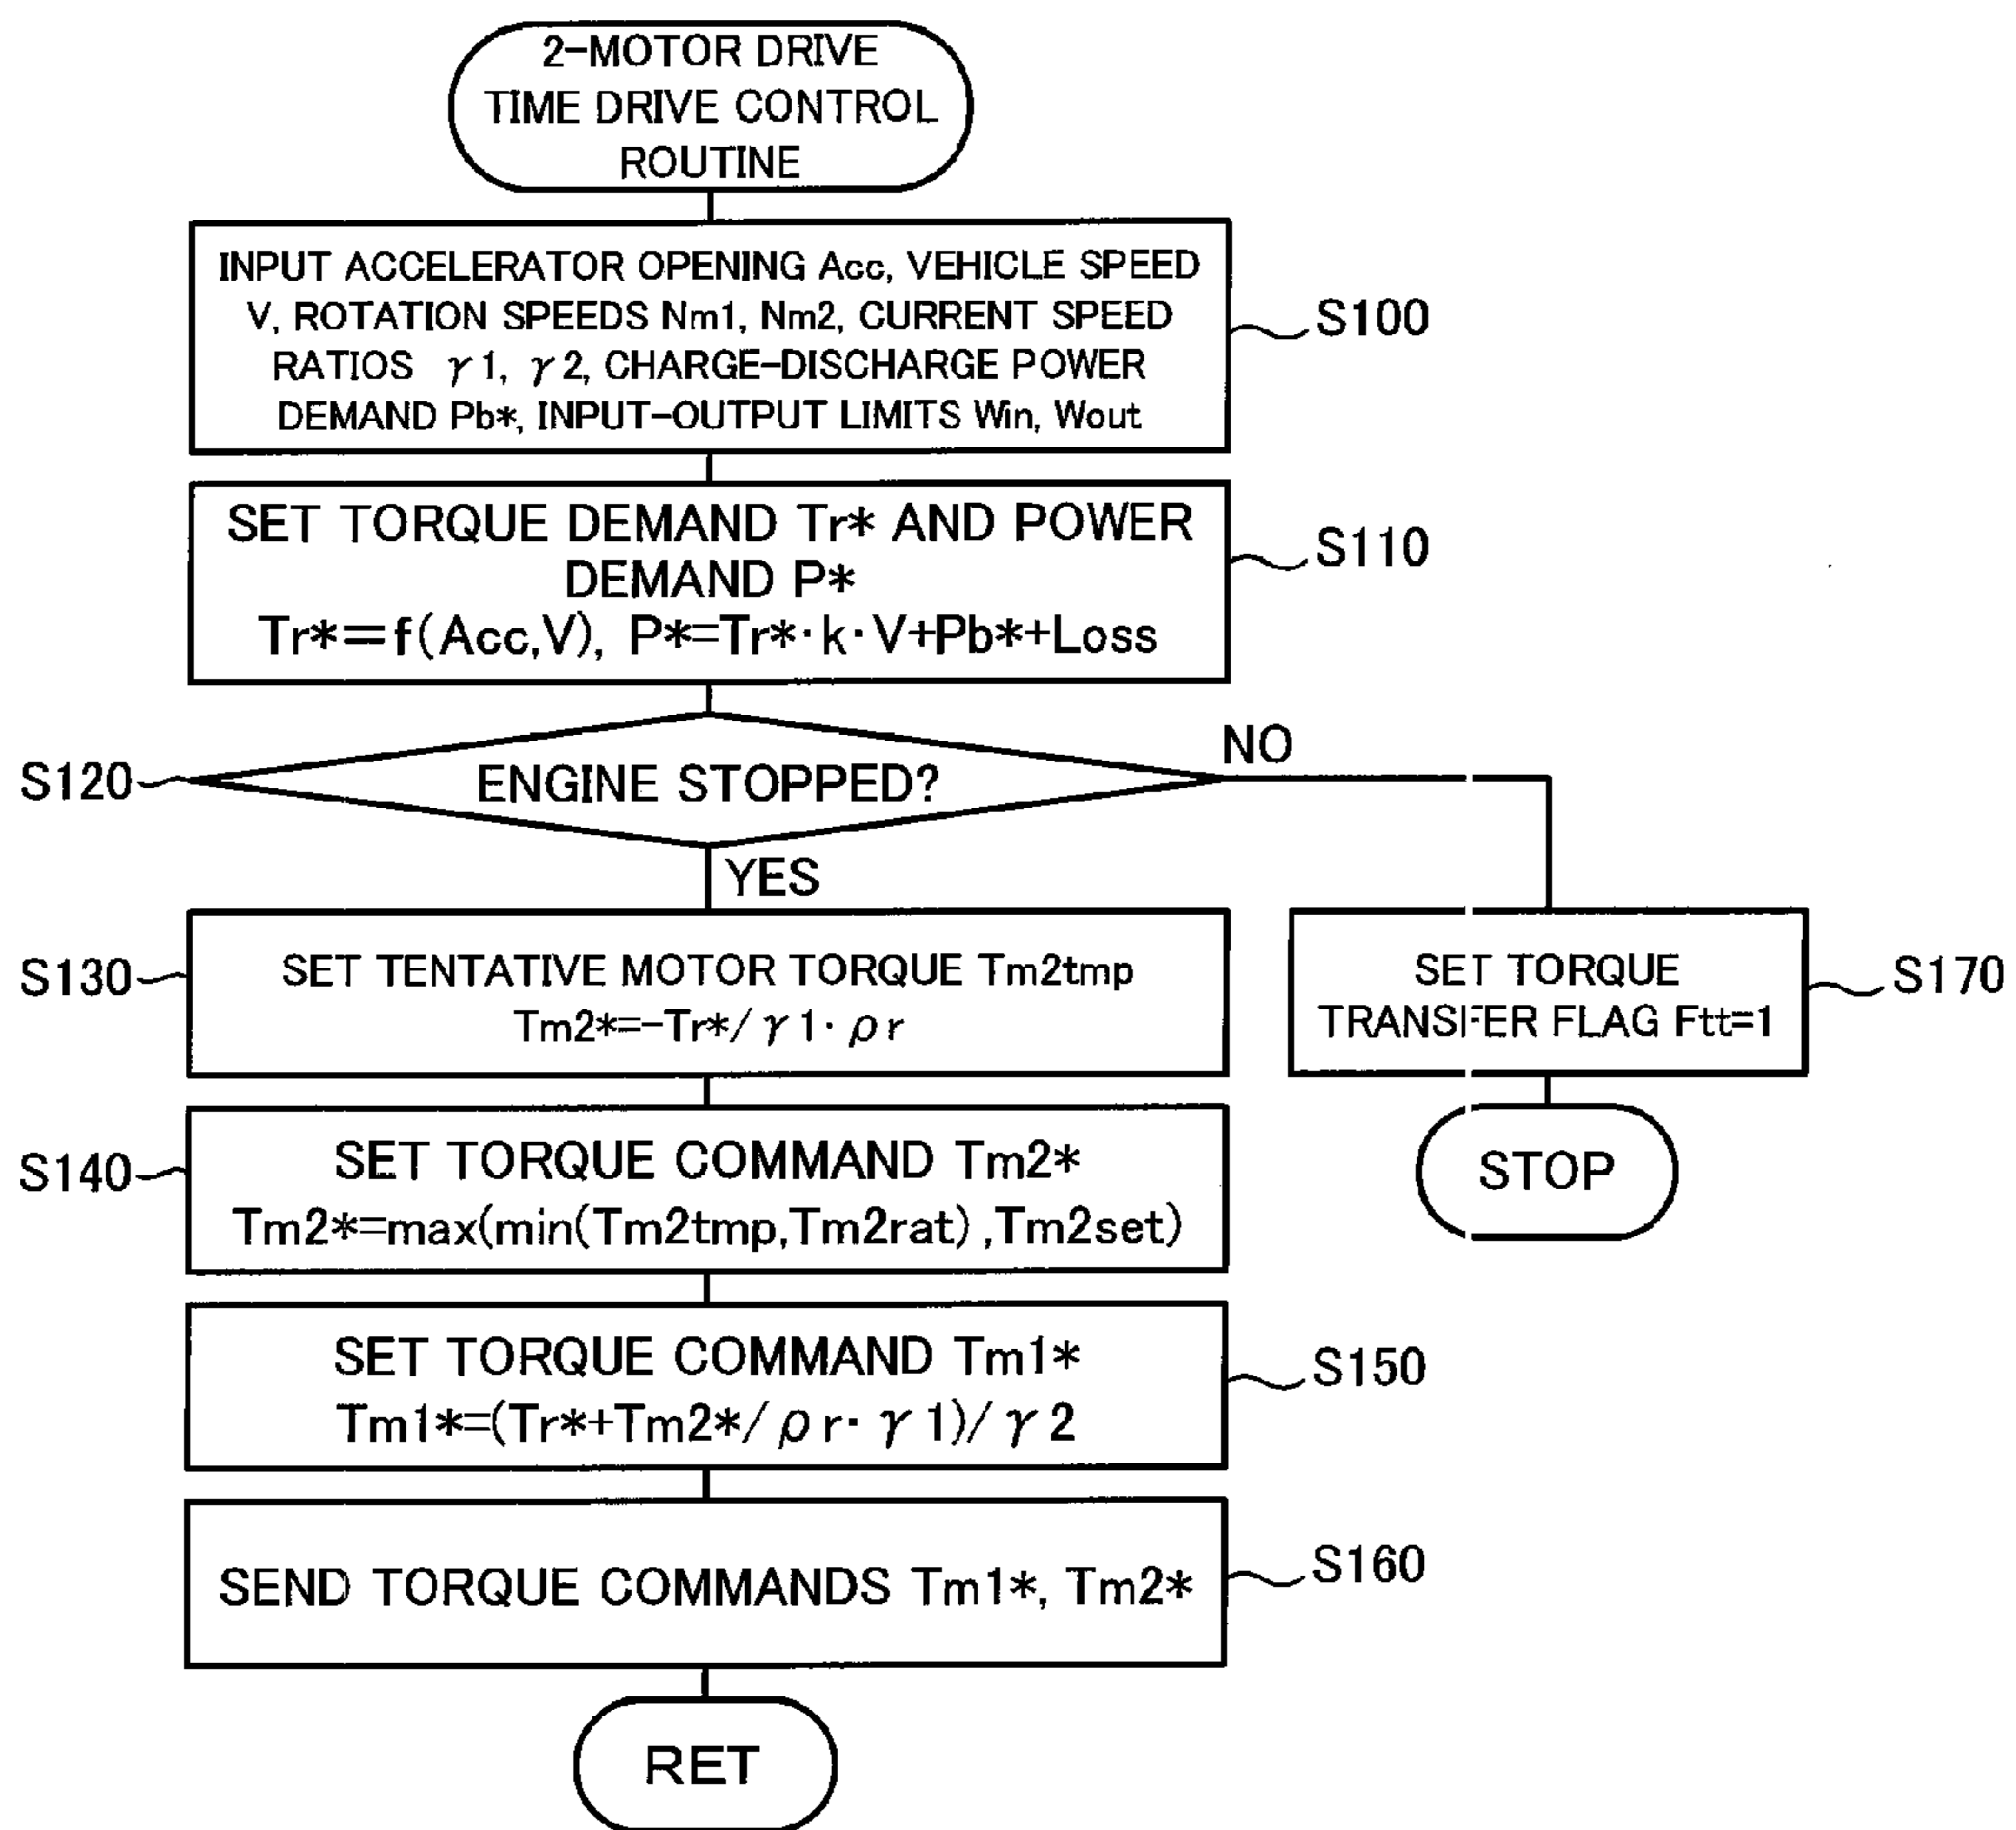 2-MOTOR DRIVE
TIME DRIVE CONTROL
ROUTINE
INPUT ACCELERATOR OPENING Acc, VEHICLE SPEED
V, ROTATION SPEEDS Nm1, Nm2, CURRENT SPEED
RATIOS γ1, γ2, CHARGE-DISCHARGE POWER
DEMAND Pb*, INPUT-OUTPUT LIMITS Win, Wout
S100
SET TORQUE DEMAND Tr* AND POWER
DEMAND P*
Tr*=f(Acc,V), P*=Tr*·k·V+Pb*+Loss
S110
S120
ENGINE STOPPED?
NO
YES
S130
SET TENTATIVE MOTOR TORQUE Tm2tmp
Tm2*=-Tr*/γ1·ρr
SET TORQUE
TRANSFER FLAG Ftt=1
S170
STOP
S140
SET TORQUE COMMAND Tm2*
Tm2*=max(min(Tm2tmp,Tm2rat),Tm2set)
SET TORQUE COMMAND Tm1*
Tm1*=(Tr*+Tm2*/ρr·γ1)/γ2
S150
SEND TORQUE COMMANDS Tm1*, Tm2*
S160
RET